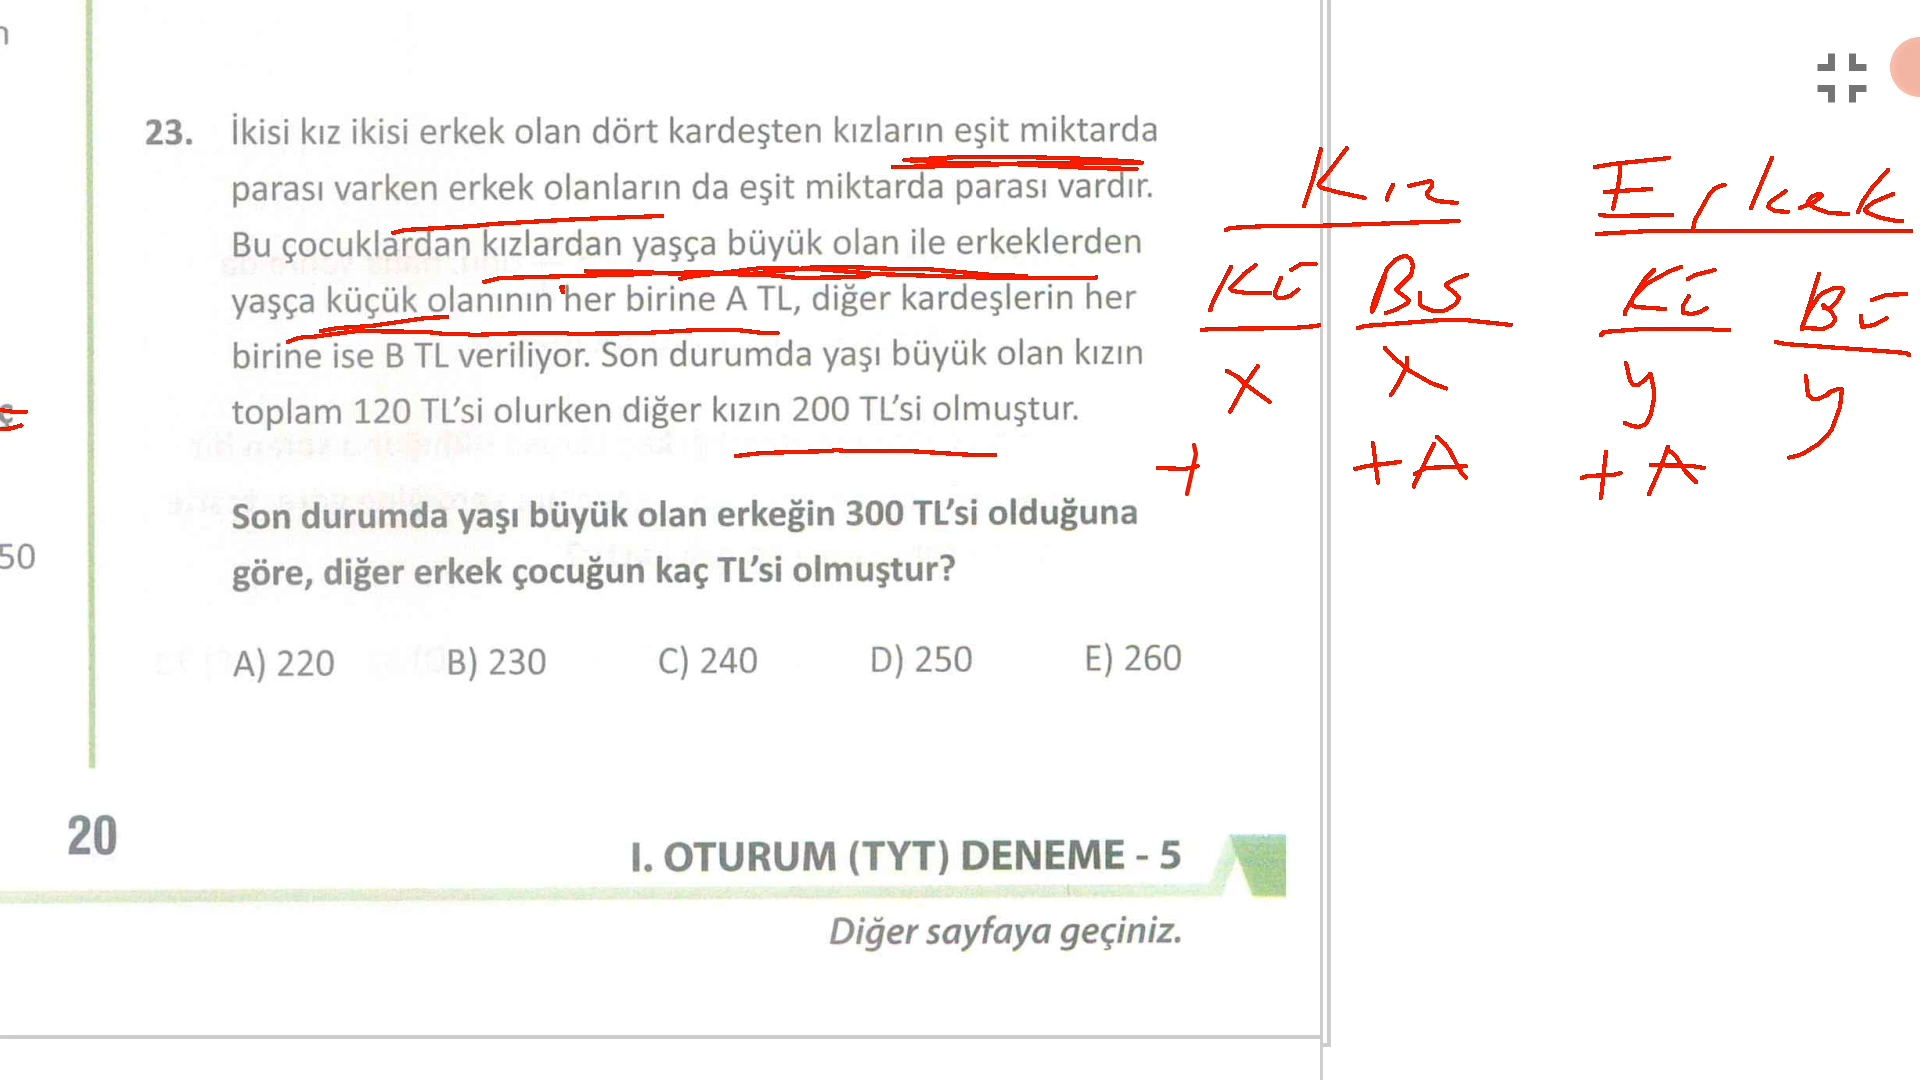 23. İkisi kız ikisi erkek olan dört kardeşten kızların eşit miktarda
parası varken erkek olanların da eşit miktarda parası vardır.
Bu çocuklardan kızlardan yaşça büyük olan ile erkeklerden
yaşça küçük olanının her birine A TL, diğer kardeşlerin her
birine ise B TL veriliyor. Son durumda yaşı büyük olan kızın
toplam 120 TL’si olurken diğer kızın 200 TL’si olmuştur.
Son durumda yaşı büyük olan erkeğin 300 TL’si olduğuna
göre, diğer erkek çocuğun kaç TL’si olmuştur?
A) 220 B) 230 C) 240 D) 250 E) 260
50
20
I. OTURUM (TYT) DENEME - 5
Diğer sayfaya geçiniz.
Kız Erkek
Kü Bü Kü Bü
x x y y
+ +A +A